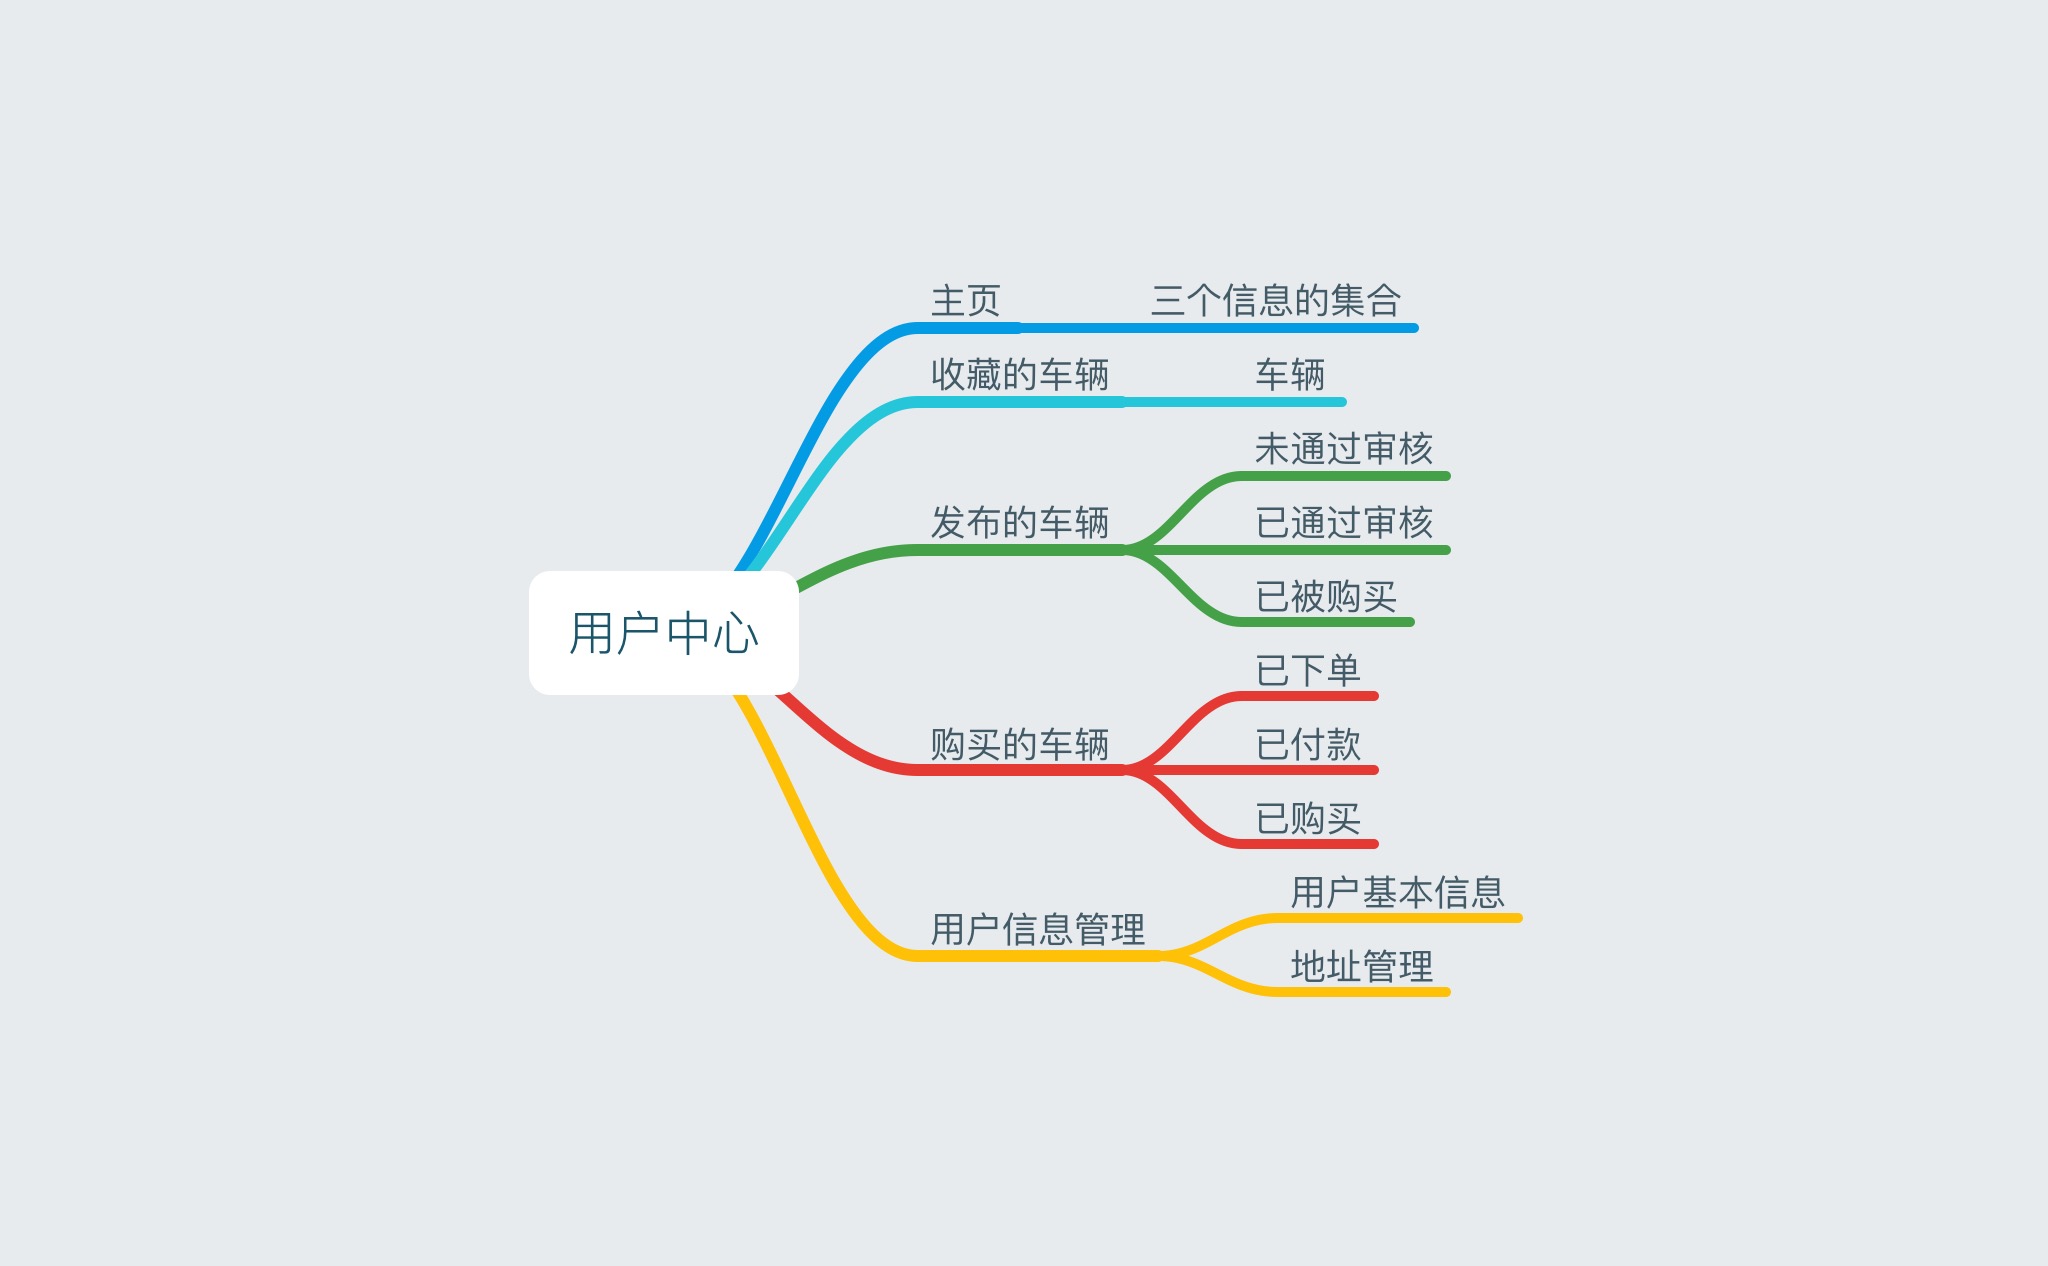 用户中心
主页
三个信息的集合
收藏的车辆
车辆
发布的车辆
未通过审核
已通过审核
已被购买
购买的车辆
已下单
已付款
已购买
用户信息管理
用户基本信息
地址管理